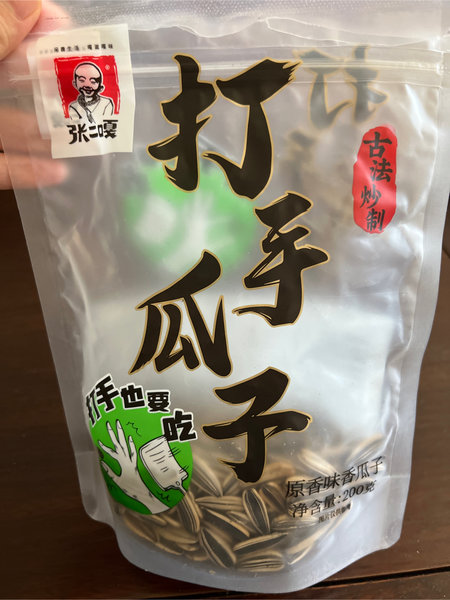 张二嘎
打手瓜子
古法炒制
打手也要吃
原香味香瓜子
净含量:200克